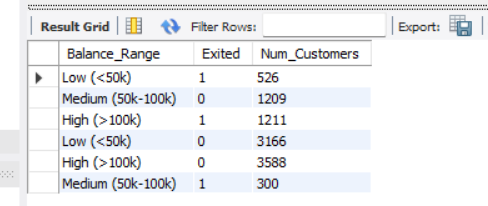 Result Grid Filter Rows: Export:
Balance_Range Exited Num_Customers
Low (<50k) 1 526
Medium (50k-100k) 0 1209
High (>100k) 1 1211
Low (<50k) 0 3166
High (>100k) 0 3588
Medium (50k-100k) 1 300